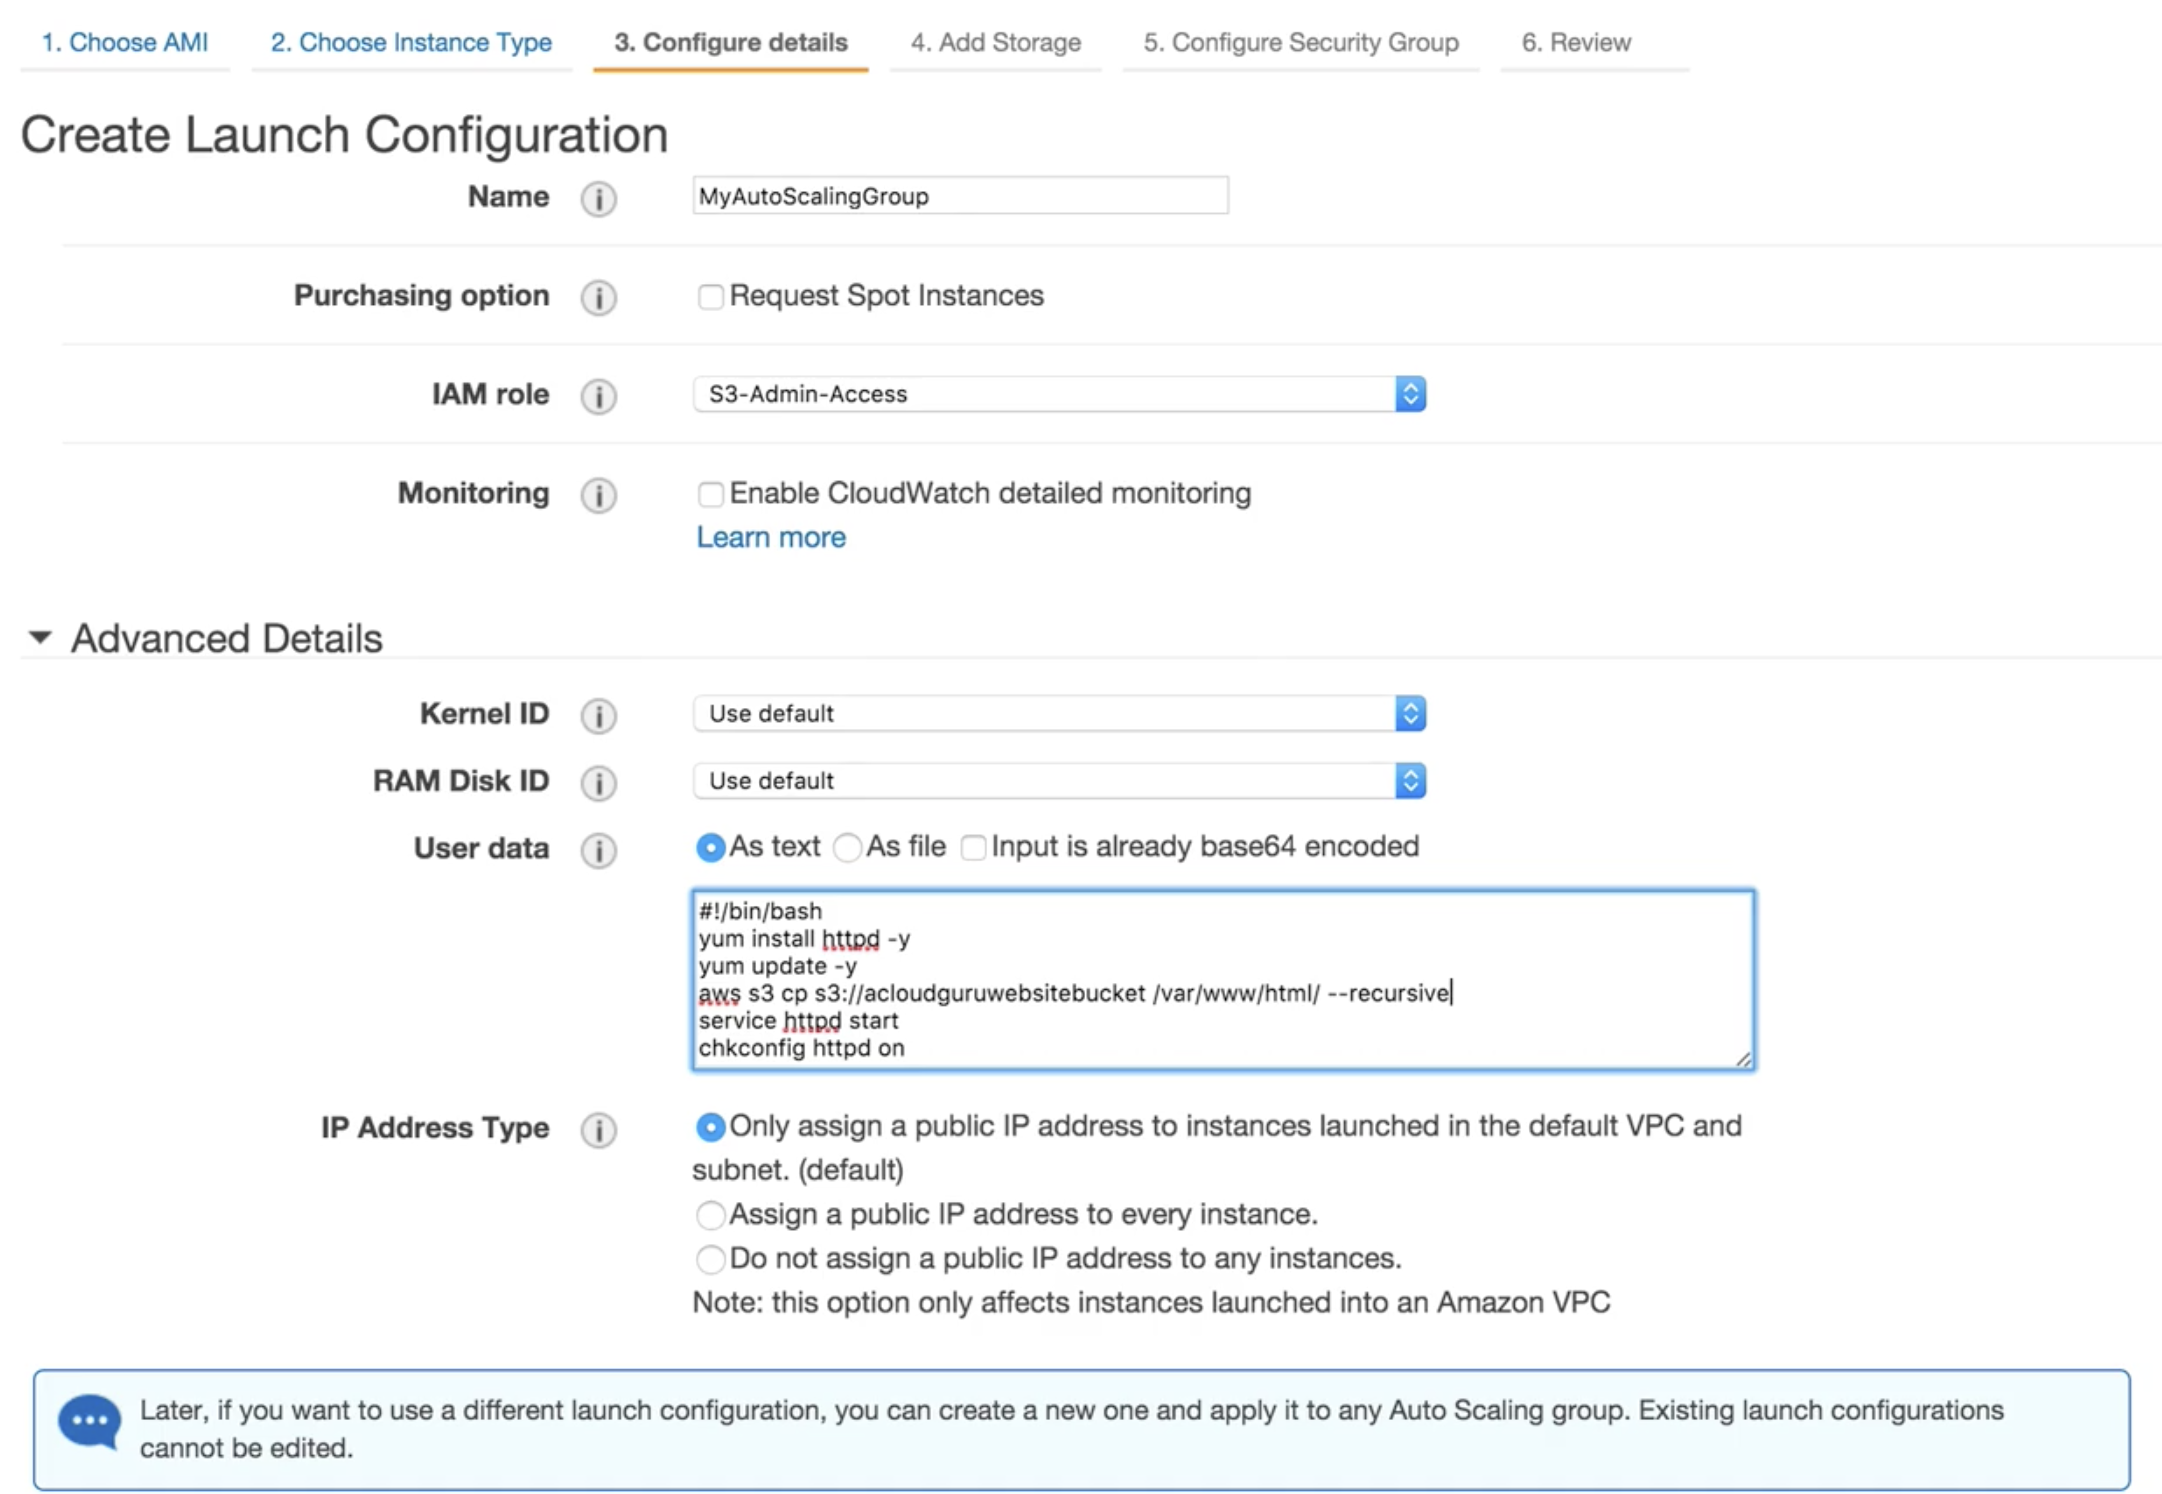 1. Choose AMI 2. Choose Instance Type 3. Configure details 4. Add Storage 5. Configure Security Group 6. Review
Create Launch Configuration
Name i MyAutoScalingGroup
Purchasing option i Request Spot Instances
IAM role i S3-Admin-Access
Monitoring i Enable CloudWatch detailed monitoring
Learn more
Advanced Details
Kernel ID i Use default
RAM Disk ID i Use default
User data i As text As file Input is already base64 encoded
#!/bin/bash
yum install httpd -y
yum update -y
aws s3 cp s3://acloudguruwebsitebucket /var/www/html/ --recursive
service httpd start
chkconfig httpd on
IP Address Type i Only assign a public IP address to instances launched in the default VPC and
subnet. (default)
Assign a public IP address to every instance.
Do not assign a public IP address to any instances.
Note: this option only affects instances launched into an Amazon VPC
Later, if you want to use a different launch configuration, you can create a new one and apply it to any Auto Scaling group. Existing launch configurations
cannot be edited.